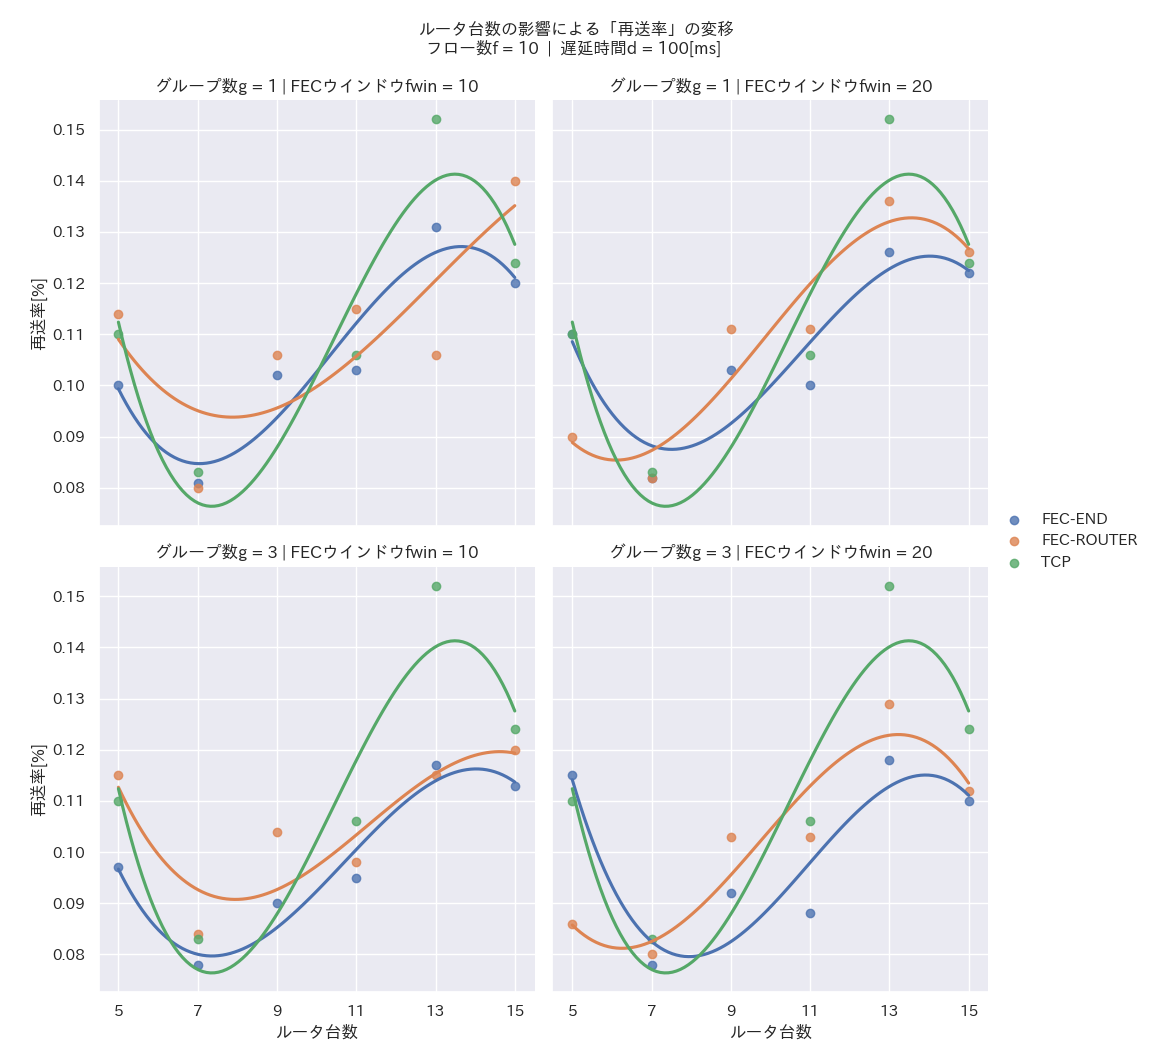 ルータ台数の影響による「再送率」の変移
フロー数f = 10 | 遅延時間d = 100[ms]
グループ数g = 1 | FECウインドウfwin = 10
グループ数g = 1 | FECウインドウfwin = 20
0.15
0.14
0.13
0.12
0.11
0.10
0.09
0.08
再送率[%]
グループ数g = 3 | FECウインドウfwin = 10
グループ数g = 3 | FECウインドウfwin = 20
0.15
0.14
0.13
0.12
0.11
0.10
0.09
0.08
再送率[%]
5 7 9 11 13 15
5 7 9 11 13 15
ルータ台数
ルータ台数
FEC-END
FEC-ROUTER
TCP